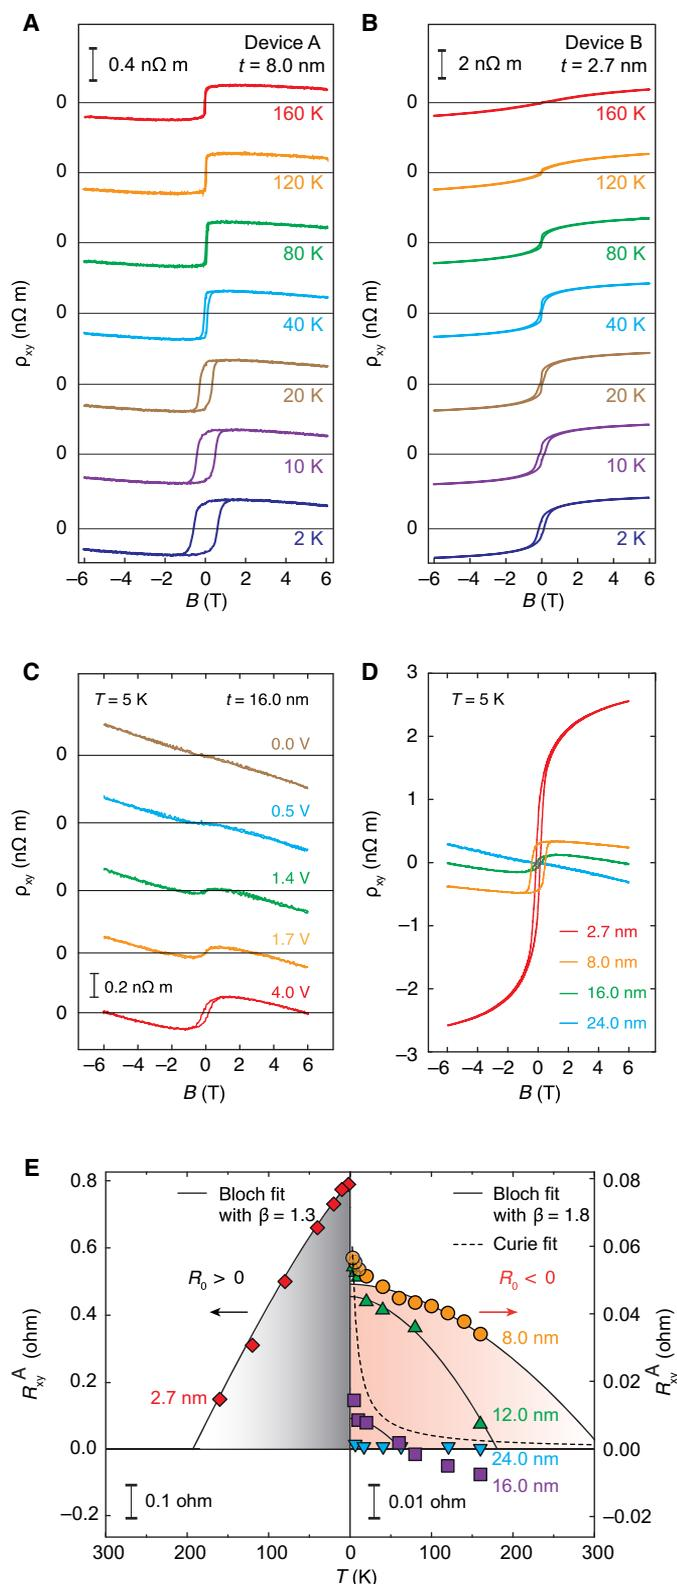 A
Device A
t = 8.0 nm
0.4 nΩ m
0
160 K
0
120 K
0
80 K
0
40 K
0
20 K
0
10 K
0
2 K
ρxy (nΩ m)
−6 −4 −2 0 2 4 6
B (T)
B
Device B
t = 2.7 nm
2 nΩ m
0
160 K
0
120 K
0
80 K
0
40 K
0
20 K
0
10 K
0
2 K
ρxy (nΩ m)
−6 −4 −2 0 2 4 6
B (T)
C
T = 5 K t = 16.0 nm
0
0.0 V
0
0.5 V
0
1.4 V
0
1.7 V
0.2 nΩ m
0
4.0 V
ρxy (nΩ m)
−6 −4 −2 0 2 4 6
B (T)
D
T = 5 K
3
2
1
0
−1
−2
−3
ρxy (nΩ m)
2.7 nm
8.0 nm
16.0 nm
24.0 nm
−6 −4 −2 0 2 4 6
B (T)
E
0.8
0.6
0.4
0.2
0.0
−0.2
RxyA (ohm)
Bloch fit
with β = 1.3
R0 > 0
2.7 nm
0.1 ohm
Bloch fit
with β = 1.8
Curie fit
R0 < 0
8.0 nm
12.0 nm
24.0 nm
16.0 nm
0.01 ohm
0.08
0.06
0.04
0.02
0.00
−0.02
RxyA (ohm)
300 200 100 0 100 200 300
T (K)